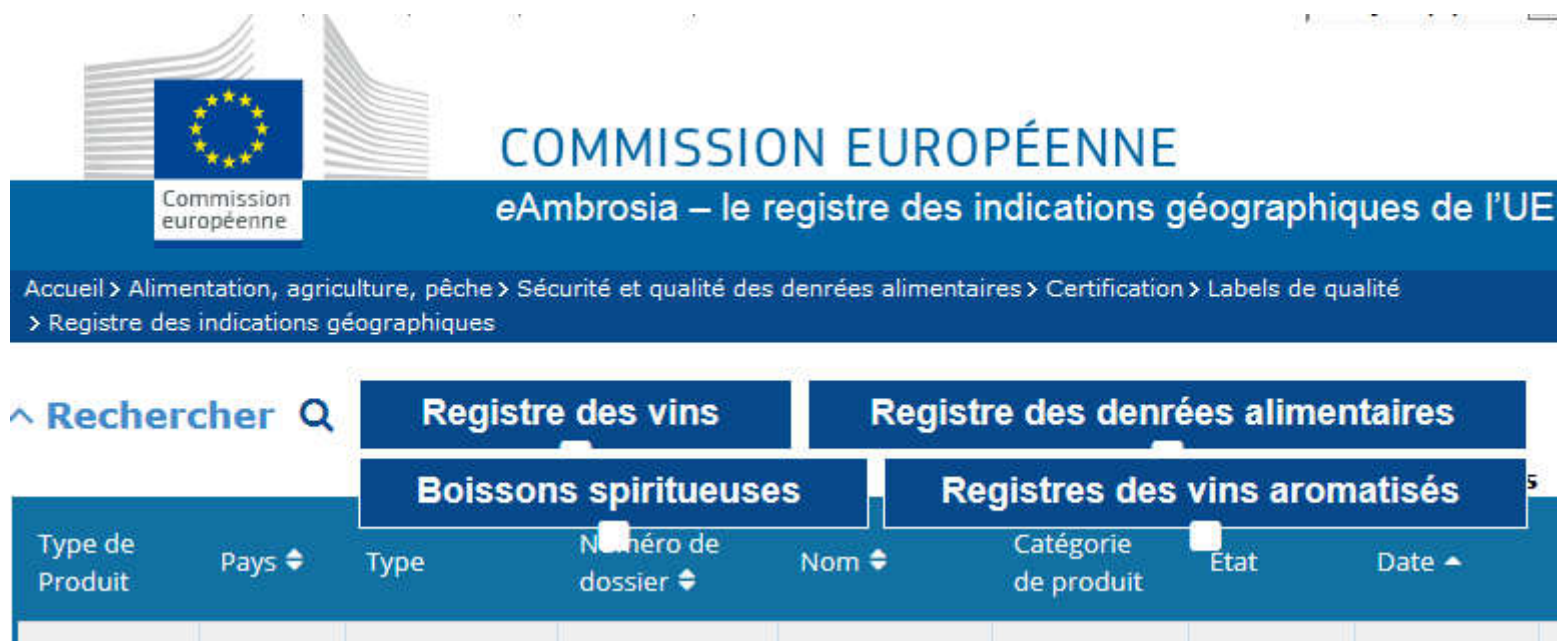 COMMISSION EUROPÉENNE
Commission
européenne
eAmbrosia – le registre des indications géographiques de l'UE
Accueil > Alimentation, agriculture, pêche > Sécurité et qualité des denrées alimentaires > Certification > Labels de qualité
> Registre des indications géographiques
Rechercher
Registre des vins
Registre des denrées alimentaires
Boissons spiritueuses
Registres des vins aromatisés
Type de
Produit
Pays
Type
dossier
Nom
Catégorie
de produit
Etat
Date